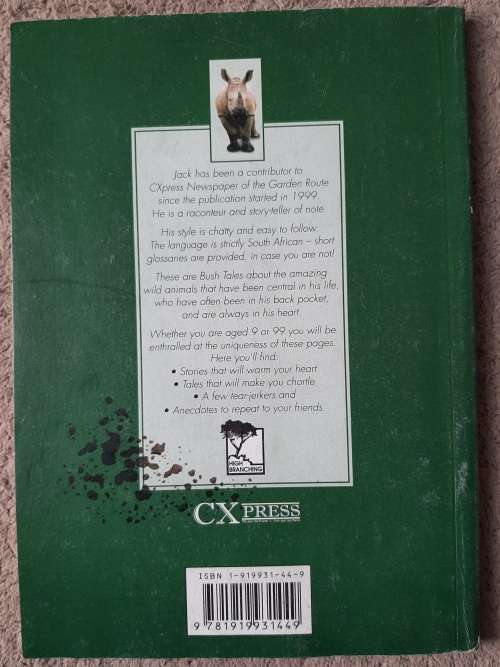 Jack has been a contributor to
CXpress Newspaper of the Garden Route
since the publication started in 1999.
He is a raconteur and story-teller of note.
His style is chatty and easy to follow.
The language is strictly South African – short
glossaries are provided, in case you are not!
These are Bush Tales about the amazing
wild animals that have been central in his life,
who have often been in his back pocket,
and are always in his heart.
Whether you are aged 9 or 99 you will be
enthralled at the uniqueness of these pages.
Here you'll find:
• Stories that will warm your heart
• Tales that will make you chortle
• A few tear-jerkers and
• Anecdotes to repeat to your friends.
HIGH
BRANCHING
CXPRESS
ISBN 1-919931-44-9
9 781919 931449